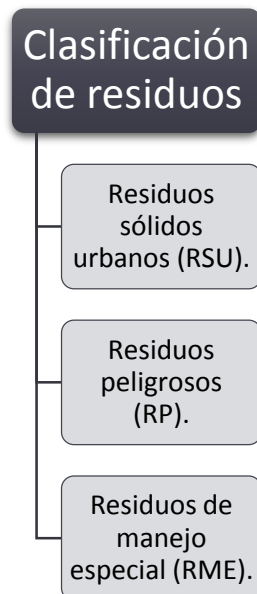 Clasificación
de residuos
Residuos
sólidos
urbanos (RSU).
Residuos
peligrosos
(RP).
Residuos de
manejo
especial (RME).